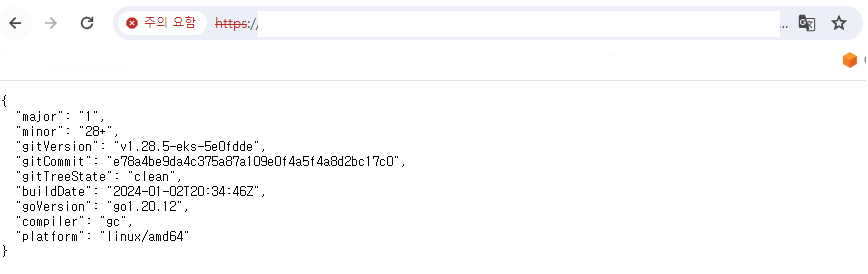 주의 요함 https:// ...
{
"major": "1",
"minor": "28+",
"gitVersion": "v1.28.5-eks-5e0fdde",
"gitCommit": "e78a4be9da4c375a87a109e0f4a5f4a8d2bc17c0",
"gitTreeState": "clean",
"buildDate": "2024-01-02T20:34:46Z",
"goVersion": "go1.20.12",
"compiler": "gc",
"platform": "linux/amd64"
}